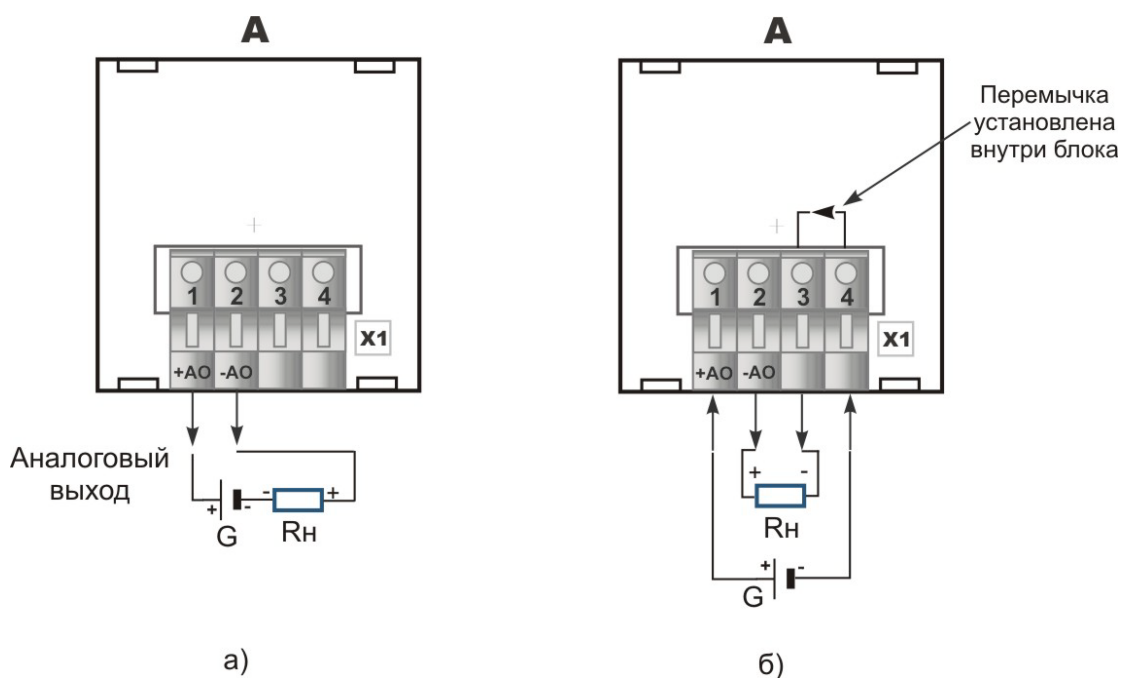 А
1 2 3 4
X1
+AO -AO
Аналоговый
выход
- +
+ -
G
Rн
а)
А
Перемычка
установлена
внутри блока
1 2 3 4
X1
+AO -AO
+ -
Rн
+ -
G
б)